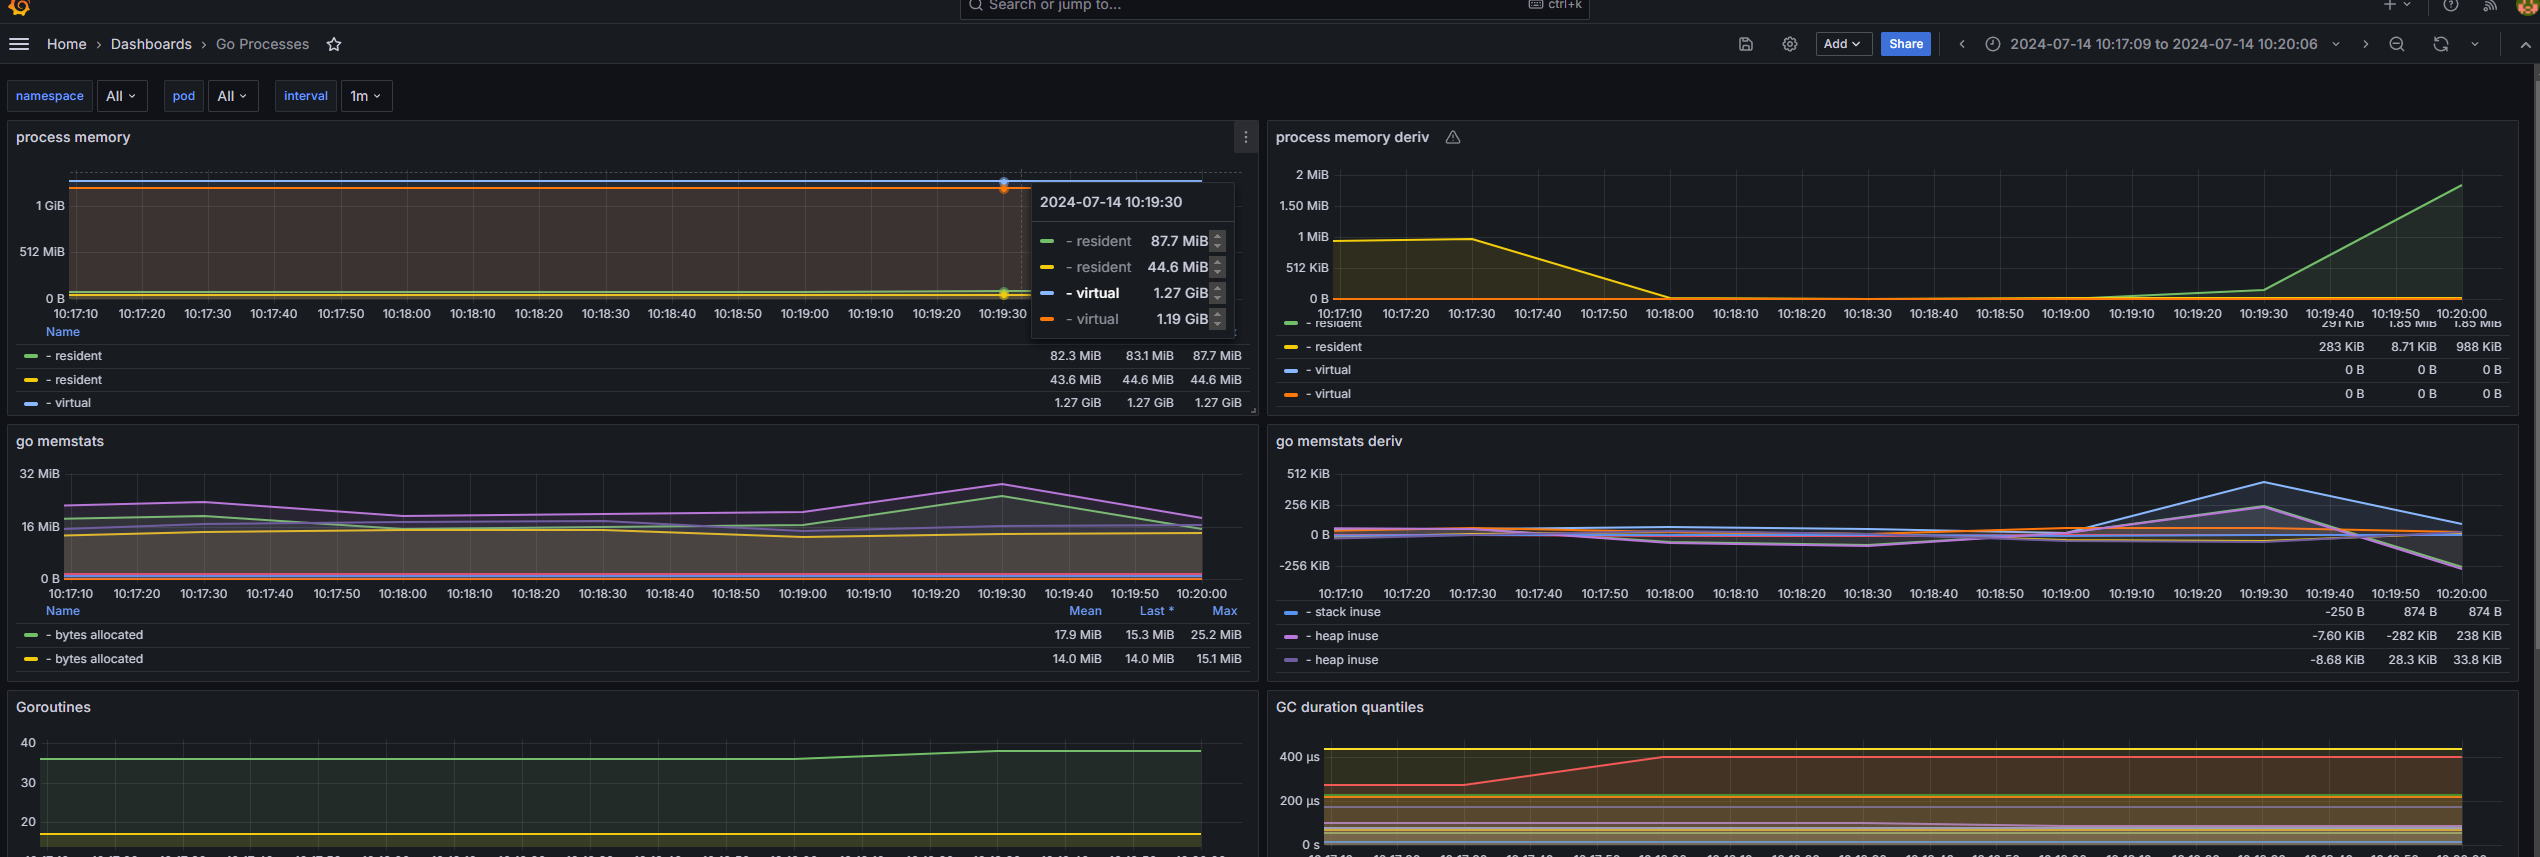 Search or jump to... ctrl+k
Home › Dashboards › Go Processes
Add Share 2024-07-14 10:17:09 to 2024-07-14 10:20:06
namespace All pod All interval 1m
process memory
1 GiB
512 MiB
0 B
10:17:10 10:17:20 10:17:30 10:17:40 10:17:50 10:18:00 10:18:10 10:18:20 10:18:30 10:18:40 10:18:50 10:19:00 10:19:10 10:19:20 10:19:30
2024-07-14 10:19:30
- resident 87.7 MiB
- resident 44.6 MiB
- virtual 1.27 GiB
- virtual 1.19 GiB
Name
- resident 82.3 MiB 83.1 MiB 87.7 MiB
- resident 43.6 MiB 44.6 MiB 44.6 MiB
- virtual 1.27 GiB 1.27 GiB 1.27 GiB
process memory deriv
2 MiB
1.50 MiB
1 MiB
512 KiB
0 B
10:17:10 10:17:20 10:17:30 10:17:40 10:17:50 10:18:00 10:18:10 10:18:20 10:18:30 10:18:40 10:18:50 10:19:00 10:19:10 10:19:20 10:19:30 10:19:40 10:19:50 10:20:00
- resident 291 KiB 1.85 MiB 1.85 MiB
- resident 283 KiB 8.71 KiB 988 KiB
- virtual 0 B 0 B 0 B
- virtual 0 B 0 B 0 B
go memstats
32 MiB
16 MiB
0 B
10:17:10 10:17:20 10:17:30 10:17:40 10:17:50 10:18:00 10:18:10 10:18:20 10:18:30 10:18:40 10:18:50 10:19:00 10:19:10 10:19:20 10:19:30 10:19:40 10:19:50 10:20:00
Name Mean Last * Max
- bytes allocated 17.9 MiB 15.3 MiB 25.2 MiB
- bytes allocated 14.0 MiB 14.0 MiB 15.1 MiB
go memstats deriv
512 KiB
256 KiB
0 B
-256 KiB
10:17:10 10:17:20 10:17:30 10:17:40 10:17:50 10:18:00 10:18:10 10:18:20 10:18:30 10:18:40 10:18:50 10:19:00 10:19:10 10:19:20 10:19:30 10:19:40 10:19:50 10:20:00
- stack inuse -250 B 874 B 874 B
- heap inuse -7.60 KiB -282 KiB 238 KiB
- heap inuse -8.68 KiB 28.3 KiB 33.8 KiB
Goroutines
40
30
20
GC duration quantiles
400 µs
200 µs
0 s